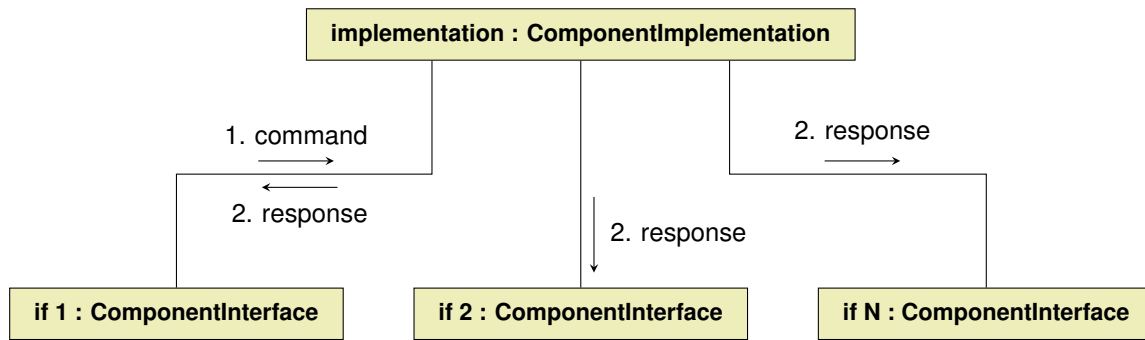 implementation : ComponentImplementation
1. command
2. response
2. response
2. response
if 1 : ComponentInterface
if 2 : ComponentInterface
if N : ComponentInterface